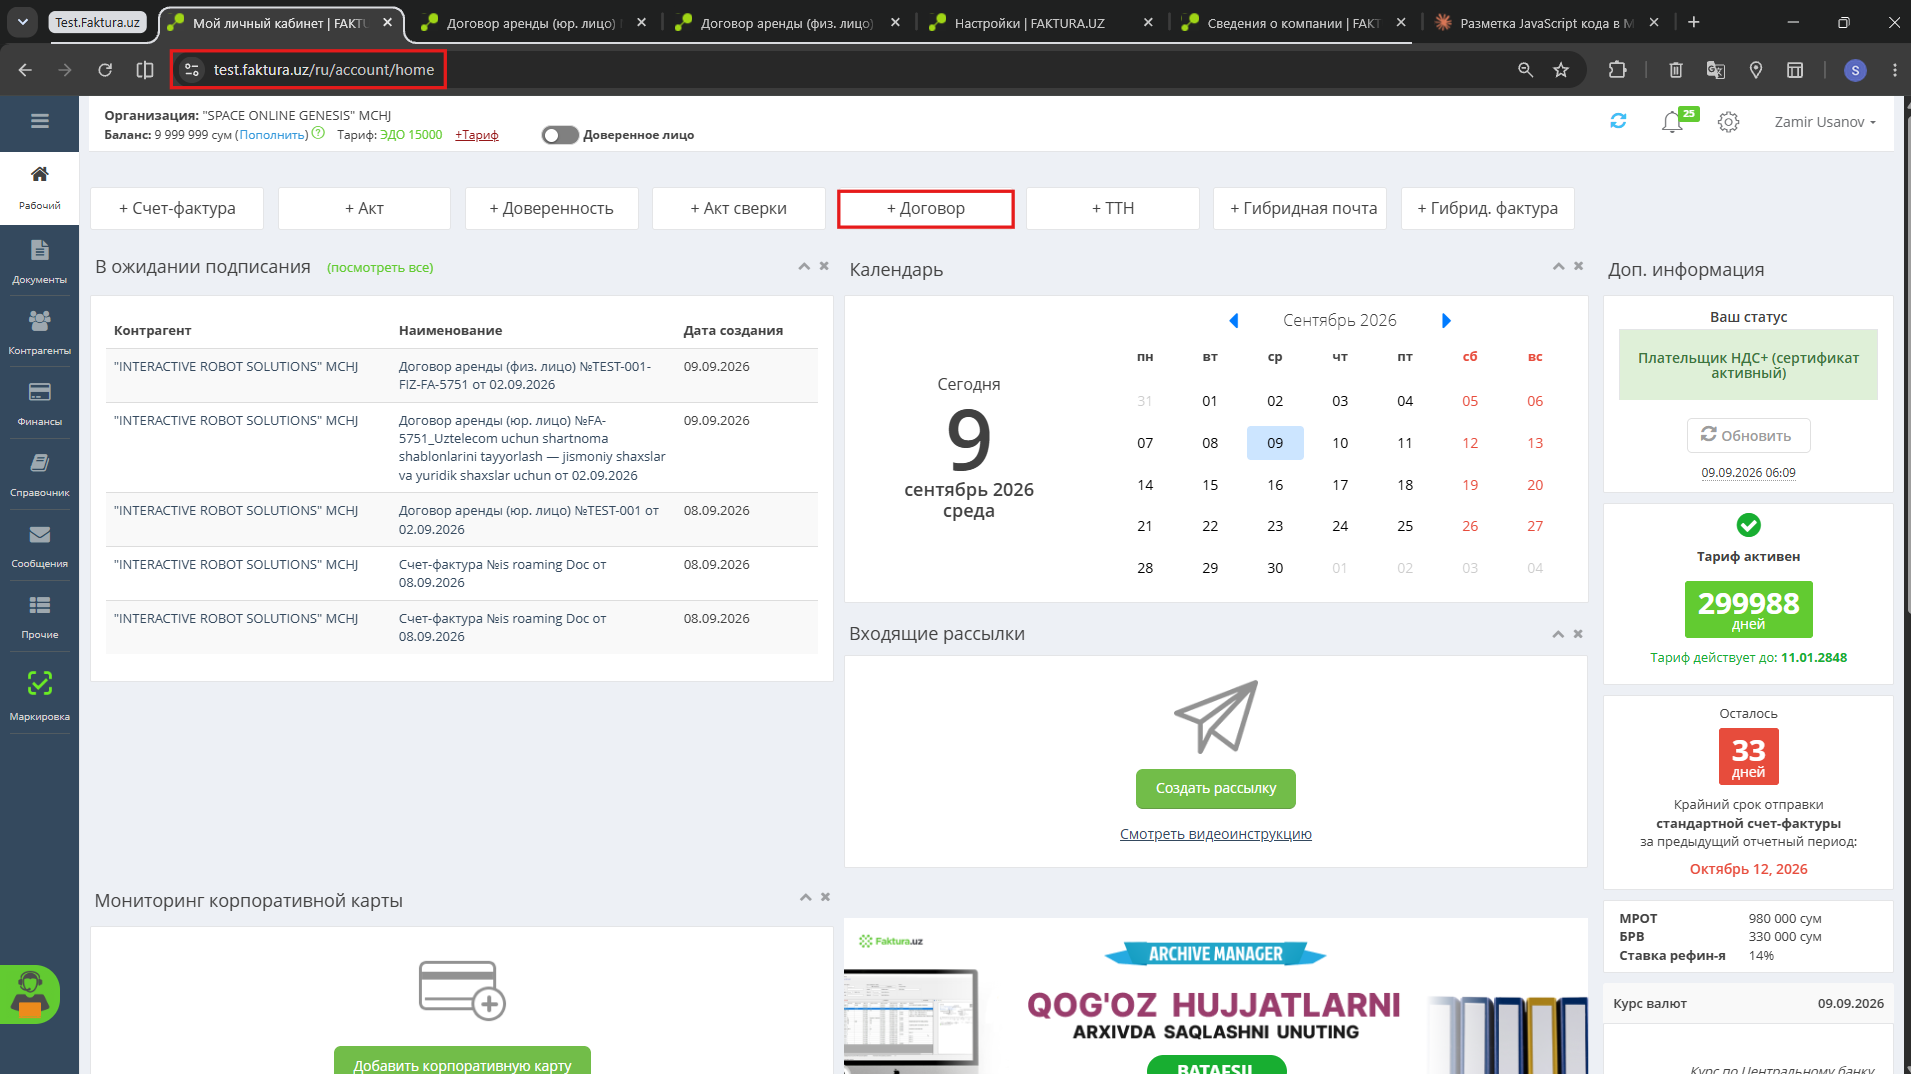 Test.Faktura.uz
Мой личный кабинет | FAKTU
Договор аренды (юр. лицо)
Договор аренды (физ. лицо)
Настройки | FAKTURA.UZ
Сведения о компании | FAKT
Разметка JavaScript кода в M
test.faktura.uz/ru/account/home
S
Организация: "SPACE ONLINE GENESIS" MCHJ
Баланс: 9 999 999 сум (Пополнить) ? Тариф: ЭДО 15000 +Тариф
Доверенное лицо
25
Zamir Usanov
Рабочий
Документы
Контрагенты
Финансы
Справочник
Сообщения
Прочие
Маркировка
+ Счет-фактура
+ Акт
+ Доверенность
+ Акт сверки
+ Договор
+ ТТН
+ Гибридная почта
+ Гибрид. фактура
В ожидании подписания (посмотреть все)
Контрагент Наименование Дата создания
"INTERACTIVE ROBOT SOLUTIONS" MCHJ Договор аренды (физ. лицо) №TEST-001- 09.09.2026
FIZ-FA-5751 от 02.09.2026
"INTERACTIVE ROBOT SOLUTIONS" MCHJ Договор аренды (юр. лицо) №FA- 09.09.2026
5751_Uztelecom uchun shartnoma
shablonlarini tayyorlash — jismoniy shaxslar
va yuridik shaxslar uchun от 02.09.2026
"INTERACTIVE ROBOT SOLUTIONS" MCHJ Договор аренды (юр. лицо) №TEST-001 от 08.09.2026
02.09.2026
"INTERACTIVE ROBOT SOLUTIONS" MCHJ Счет-фактура №is roaming Doc от 08.09.2026
08.09.2026
"INTERACTIVE ROBOT SOLUTIONS" MCHJ Счет-фактура №is roaming Doc от 08.09.2026
08.09.2026
Календарь
Сегодня
9
сентябрь 2026
среда
Сентябрь 2026
пн вт ср чт пт сб вс
31 01 02 03 04 05 06
07 08 09 10 11 12 13
14 15 16 17 18 19 20
21 22 23 24 25 26 27
28 29 30 01 02 03 04
Входящие рассылки
Создать рассылку
Смотреть видеоинструкцию
Мониторинг корпоративной карты
Добавить корпоративную карту
Faktura.uz
ARCHIVE MANAGER
QOG'OZ HUJJATLARNI
ARXIVDA SAQLASHNI UNUTING
BATAFSIL
Доп. информация
Ваш статус
Плательщик НДС+ (сертификат
активный)
Обновить
09.09.2026 06:09
Тариф активен
299988
дней
Тариф действует до: 11.01.2848
Осталось
33
дней
Крайний срок отправки
стандартной счет-фактуры
за предыдущий отчетный период:
Октябрь 12, 2026
МРОТ 980 000 сум
БРВ 330 000 сум
Ставка рефин-я 14%
Курс валют 09.09.2026
Курс по Центральному банку